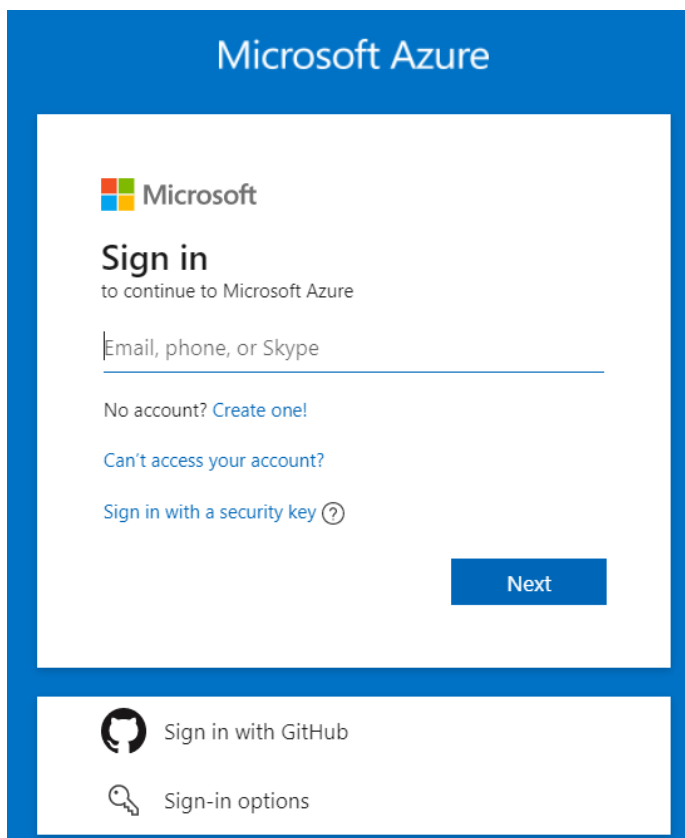 Microsoft Azure
Microsoft
Sign in
to continue to Microsoft Azure
Email, phone, or Skype
No account? Create one!
Can't access your account?
Sign in with a security key ?
Next
Sign in with GitHub
Sign-in options